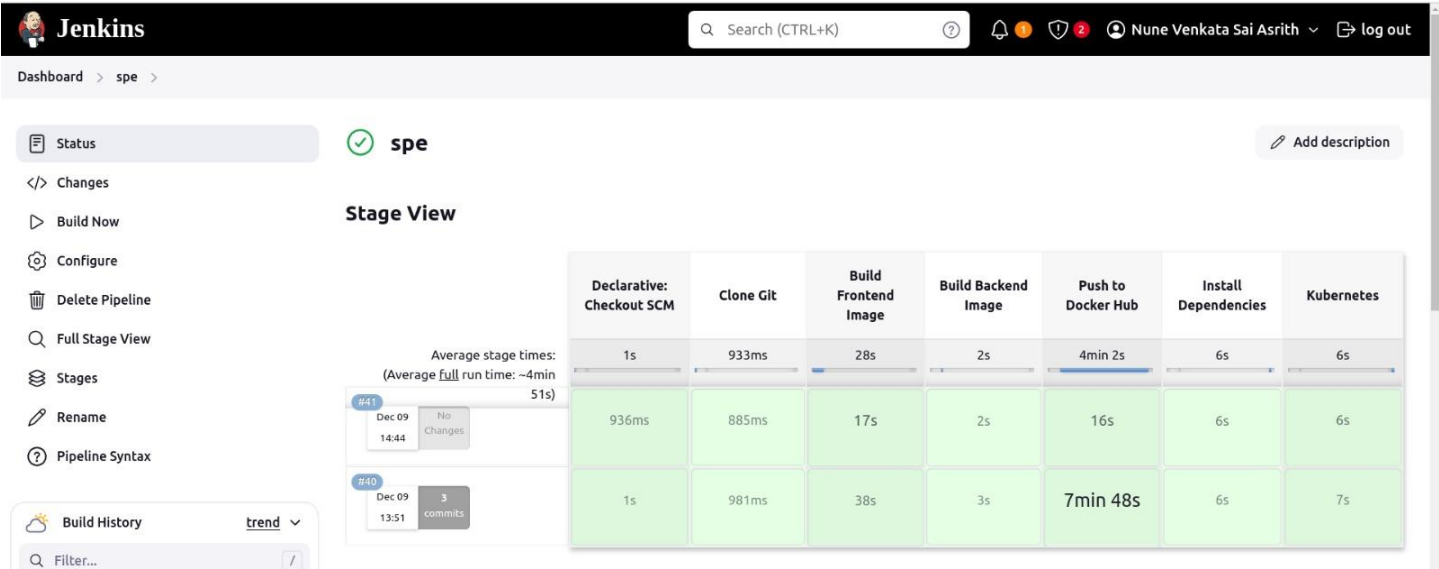 Jenkins
Search (CTRL+K)
?
1
2
Nune Venkata Sai Asrith
log out
Dashboard > spe >
Status
Changes
Build Now
Configure
Delete Pipeline
Full Stage View
Stages
Rename
Pipeline Syntax
Build History
trend
Filter...
/
spe
Add description
Stage View
Declarative:
Checkout SCM
Clone Git
Build
Frontend
Image
Build Backend
Image
Push to
Docker Hub
Install
Dependencies
Kubernetes
Average stage times:
(Average full run time: ~4min
51s)
1s
933ms
28s
2s
4min 2s
6s
6s
#41
Dec 09
14:44
No
Changes
936ms
885ms
17s
2s
16s
6s
6s
#40
Dec 09
13:51
3
commits
1s
981ms
38s
3s
7min 48s
6s
7s